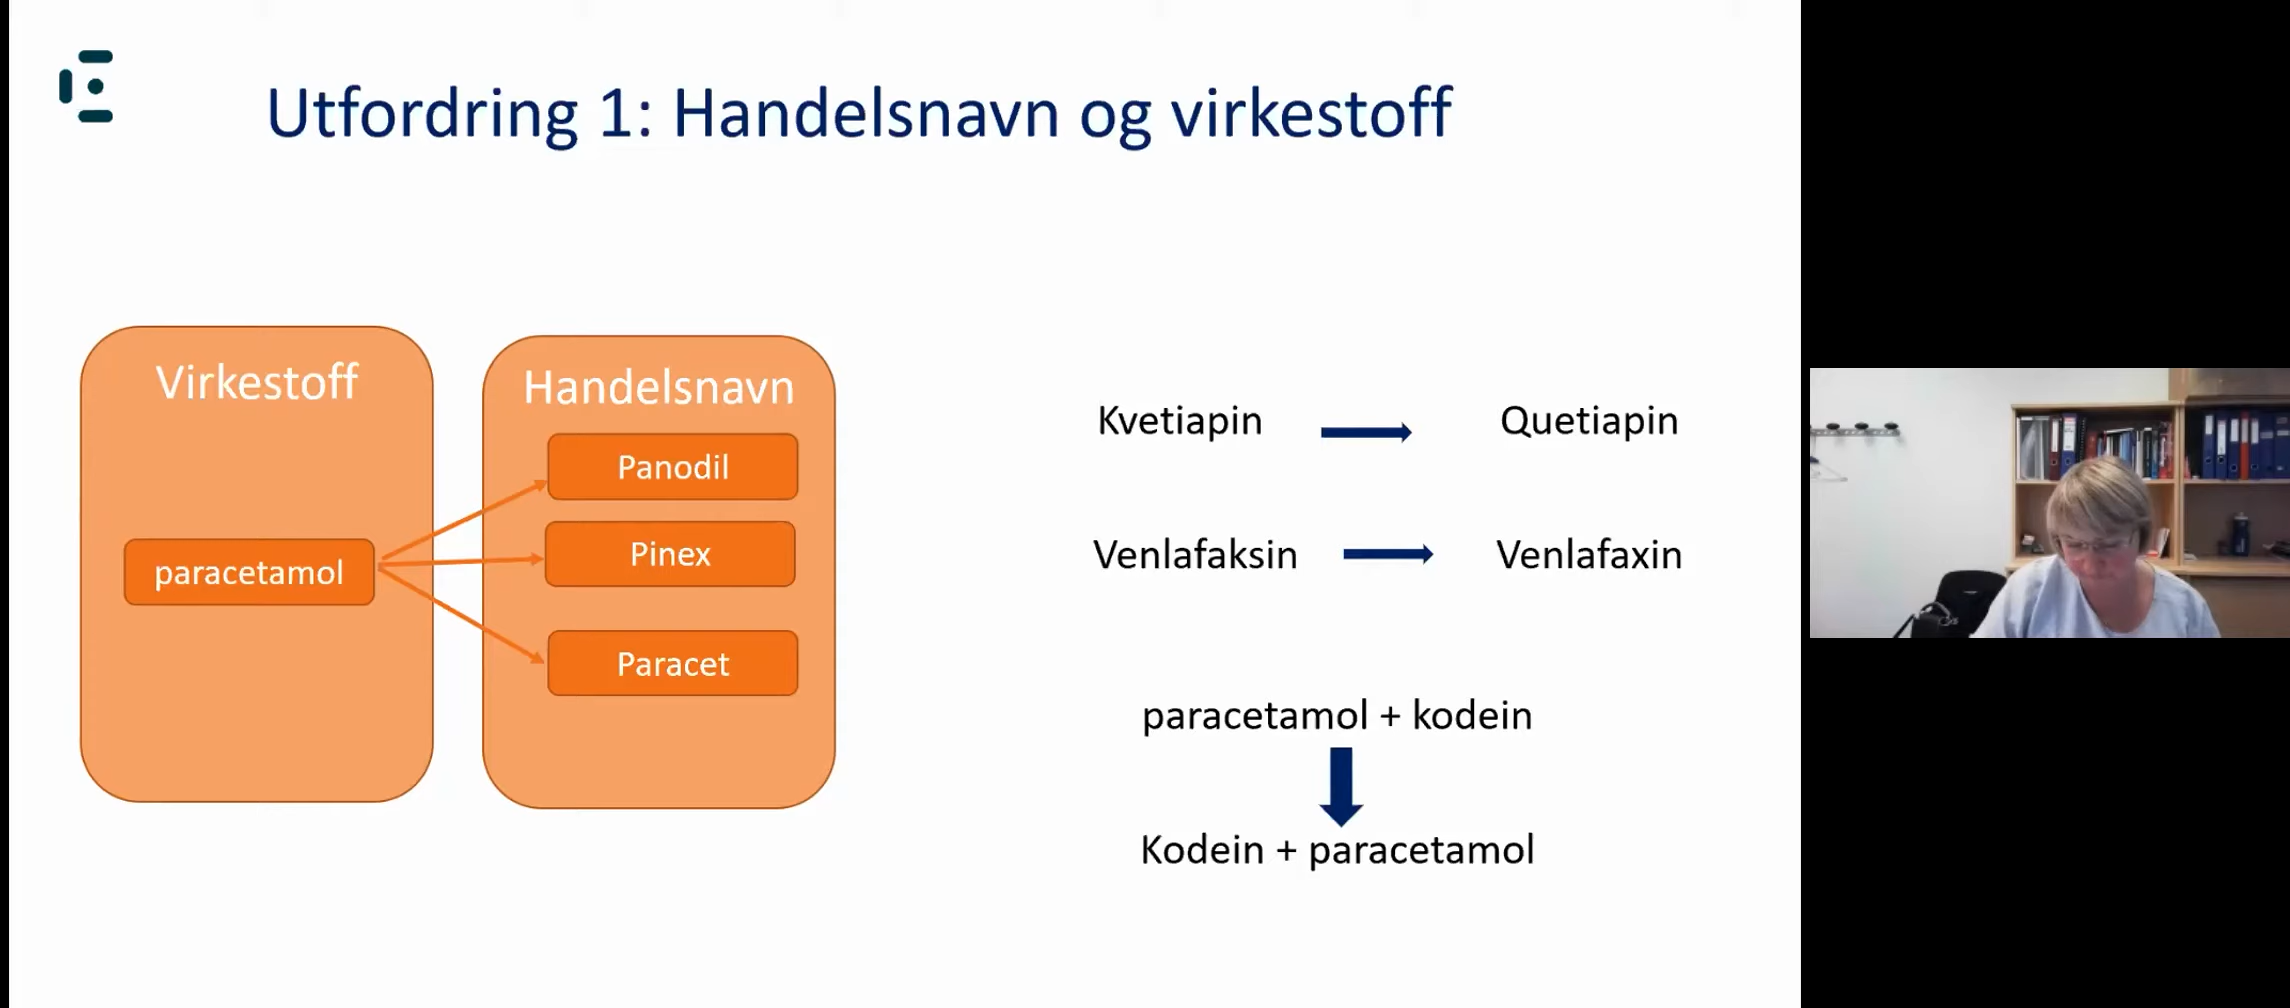 Utfordring 1: Handelsnavn og virkestoff
Virkestoff
paracetamol
Handelsnavn
Panodil
Pinex
Paracet
Kvetiapin
Quetiapin
Venlafaksin
Venlafaxin
paracetamol + kodein
Kodein + paracetamol